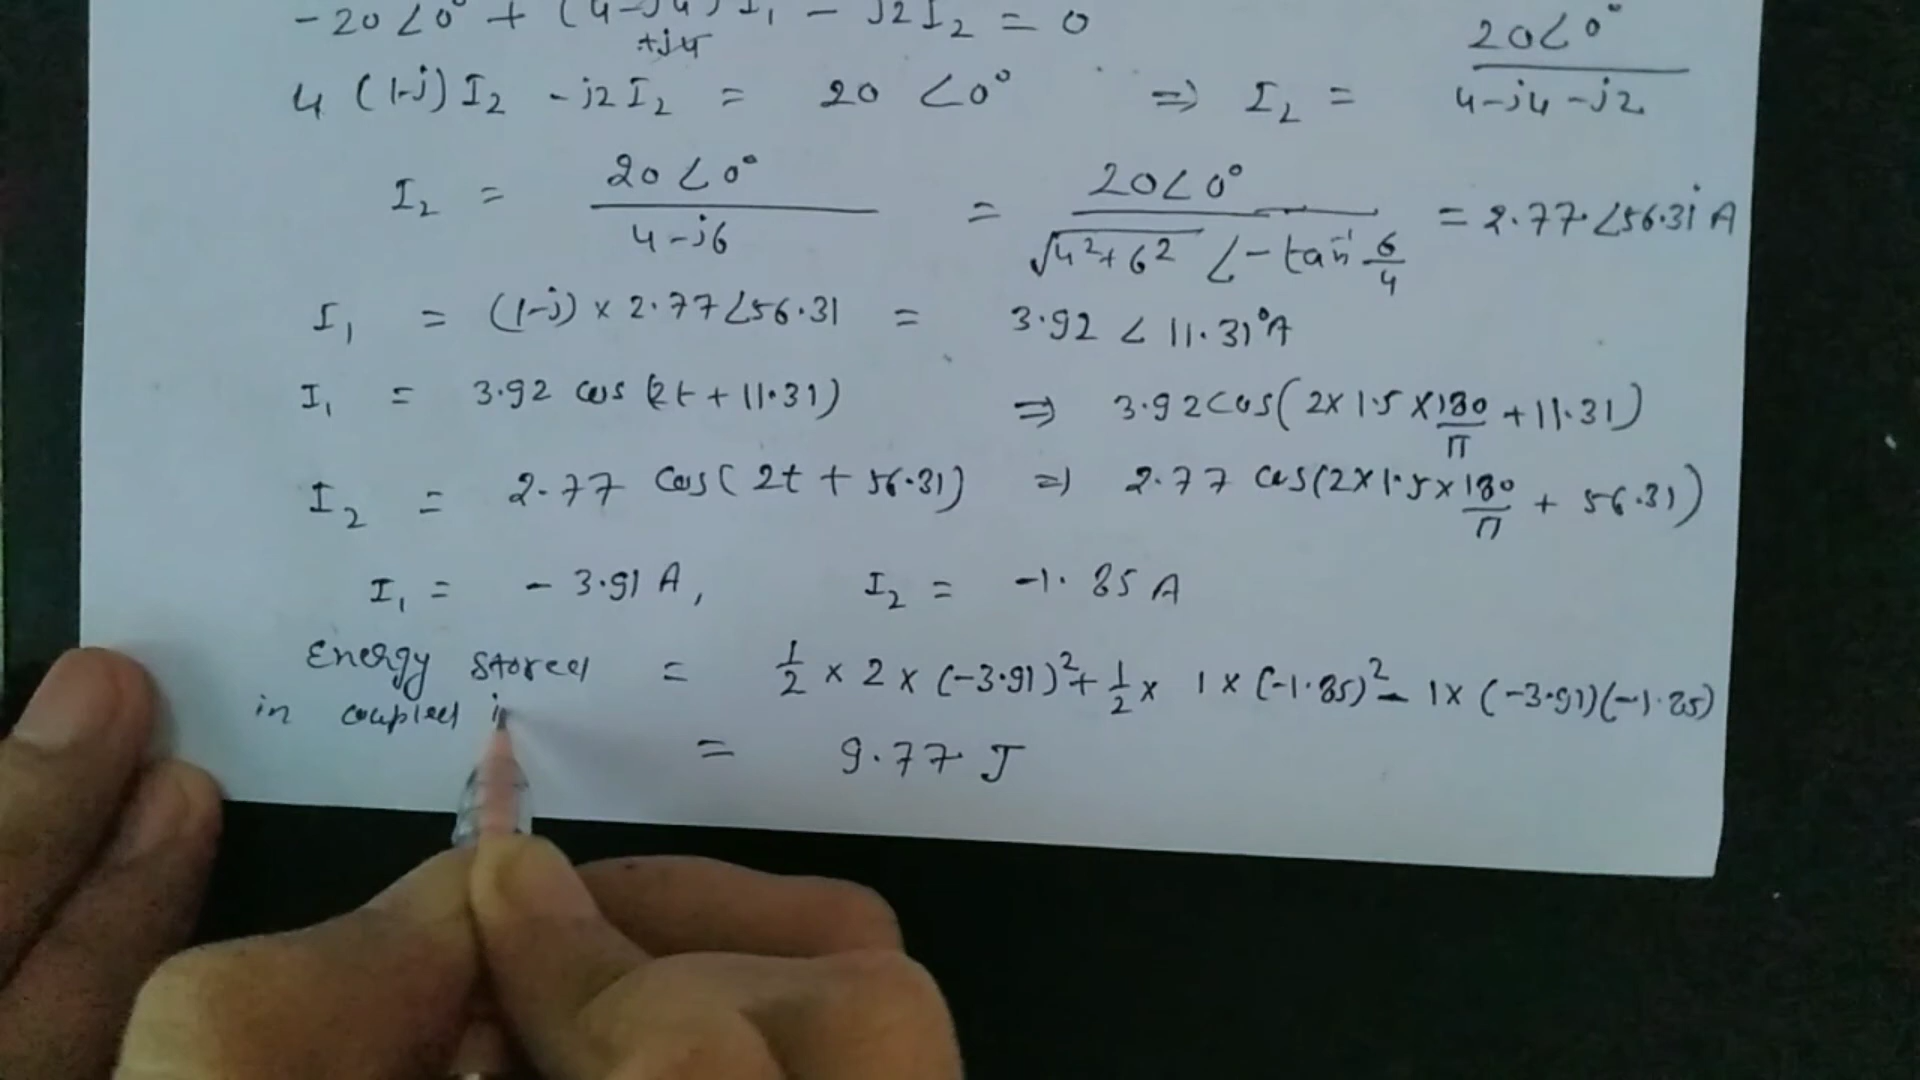 -20∠0° + (4-j4) I₁ - j2I₂ = 0
+j4
4 (1-j) I₂ - j2 I₂ = 20 ∠0° ⇒ I₂ = 20∠0° / 4-j4-j2
I₂ = 20∠0° / 4-j6 = 20∠0° / √4²+6² ∠-tan⁻¹ 6/4 = 2.77∠56.31 A
I₁ = (1-j) × 2.77∠56.31 = 3.92 ∠ 11.31° A
I₁ = 3.92 cos (2t + 11.31) ⇒ 3.92 cos( 2×1.5×180/π + 11.31)
I₂ = 2.77 cos( 2t + 56.31) ⇒ 2.77 cos(2×1.5×180/π + 56.31)
I₁ = - 3.91 A, I₂ = -1.85 A
Energy stored = 1/2 × 2 × (-3.91)² + 1/2 × 1 × (-1.85)² - 1× (-3.91)(-1.85)
in coupled i
= 9.77 J